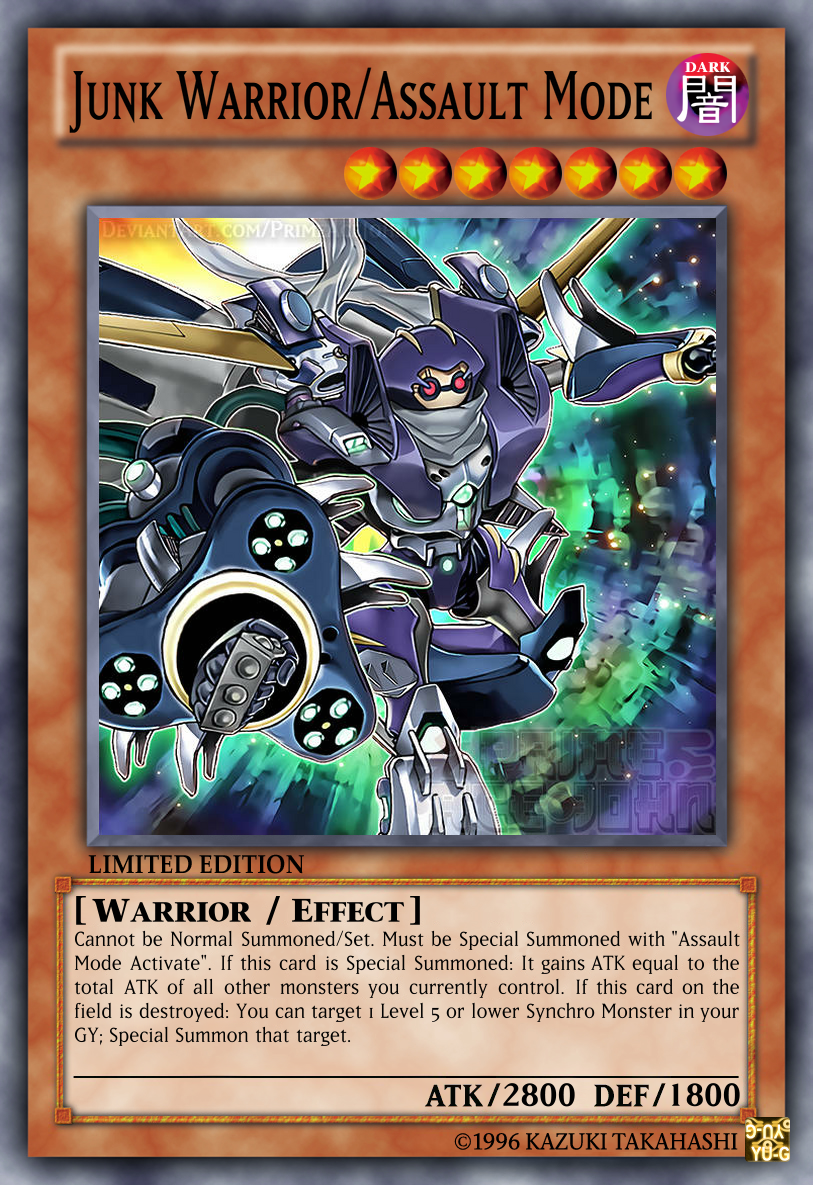 Junk Warrior/Assault Mode
DARK
闇
LIMITED EDITION
[ Warrior / Effect ]
Cannot be Normal Summoned/Set. Must be Special Summoned with "Assault
Mode Activate". If this card is Special Summoned: It gains ATK equal to the
total ATK of all other monsters you currently control. If this card on the
field is destroyed: You can target 1 Level 5 or lower Synchro Monster in your
GY; Special Summon that target.
ATK/2800 DEF/1800
©1996 KAZUKI TAKAHASHI